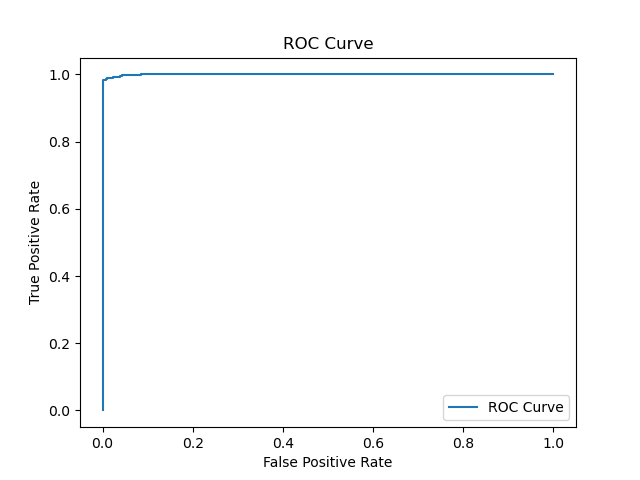 ROC Curve
1.0
0.8
0.6
0.4
0.2
0.0
True Positive Rate
0.0 0.2 0.4 0.6 0.8 1.0
False Positive Rate
ROC Curve